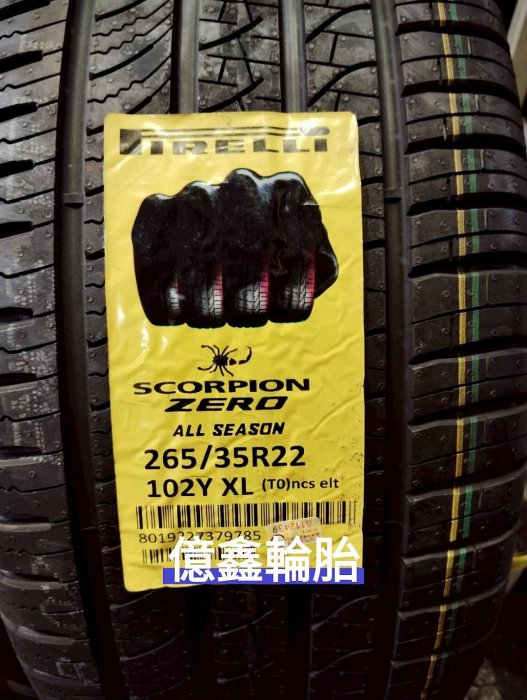 PIRELLI
SCORPION
ZERO
ALL SEASON
265/35R22
102Y XL (T0)ncs elt
8019227379785
億鑫輪胎